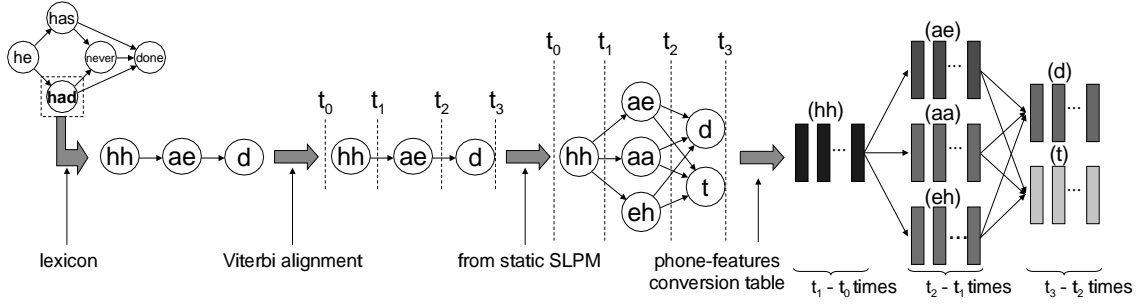 has
he
never
done
had
hh
ae
d
lexicon
t0
t1
t2
t3
hh
ae
d
Viterbi alignment
t0
t1
t2
t3
hh
ae
aa
eh
d
t
from static SLPM
phone-features
conversion table
(hh)
...
t1 - t0 times
(ae)
...
(aa)
...
(eh)
...
t2 - t1 times
(d)
...
(t)
...
t3 - t2 times